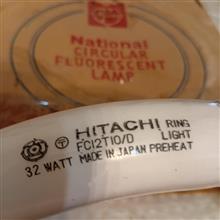 National
CIRCULAR
FLUORESCENT
LAMP
HITACHI RING
FC12T10/D LIGHT
32 WATT MADE IN JAPAN PREHEAT